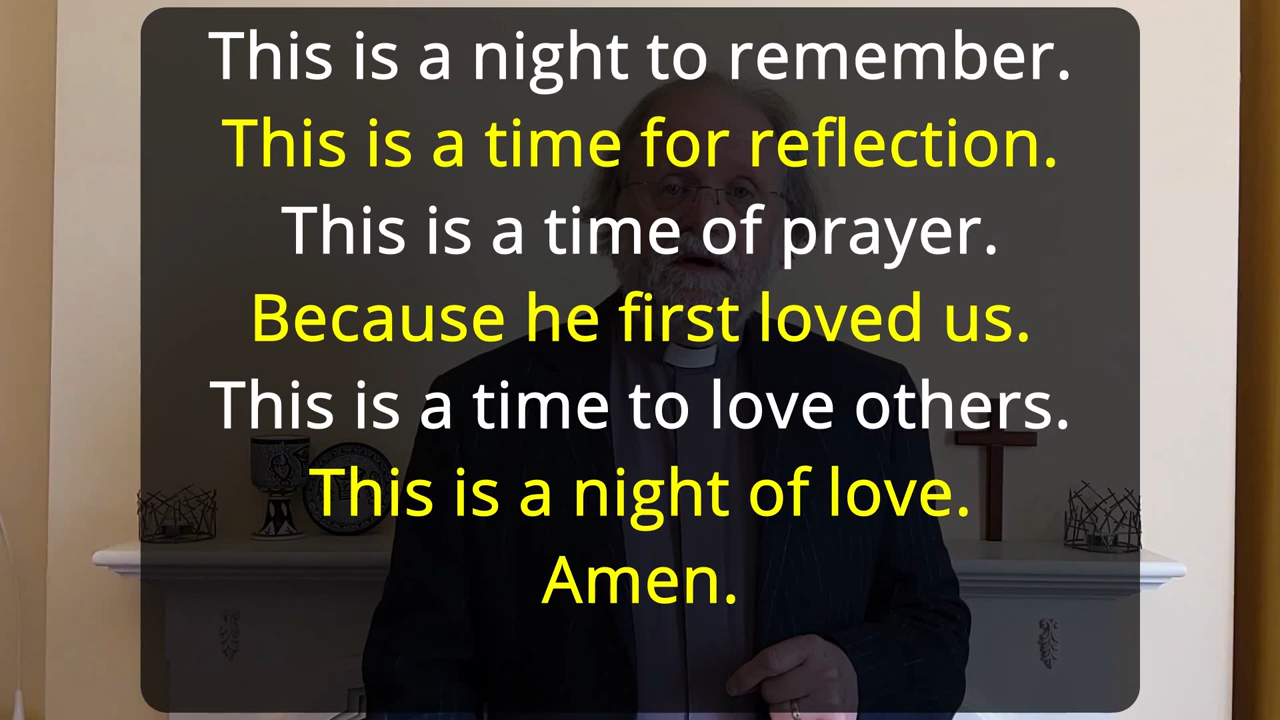 This is a night to remember.
This is a time for reflection.
This is a time of prayer.
Because he first loved us.
This is a time to love others.
This is a night of love.
Amen.